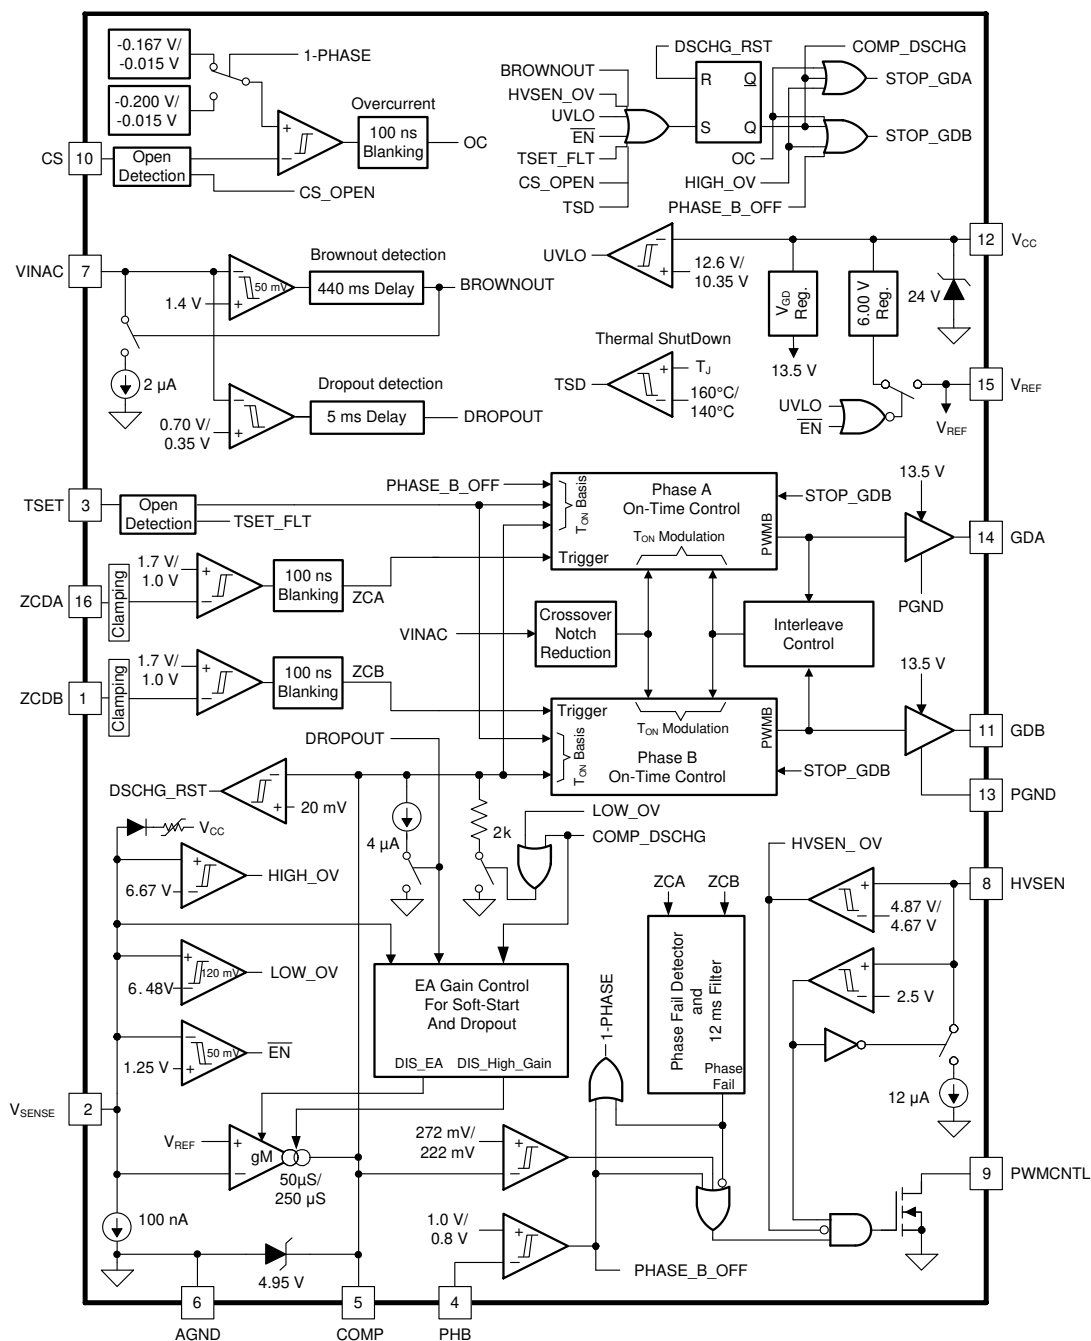 -0.167 V/
-0.015 V
1-PHASE
-0.200 V/
-0.015 V
Overcurrent
100 ns
Blanking
OC
CS
10
Open
Detection
CS_OPEN
DSCHG_RST
COMP_DSCHG
BROWNOUT
HVSEN_OV
UVLO
EN
TSET_FLT
CS_OPEN
TSD
R
Q
S
Q
STOP_GDA
STOP_GDB
OC
HIGH_OV
PHASE_B_OFF
VINAC
7
Brownout detection
50 mV
440 ms Delay
BROWNOUT
1.4 V
2 µA
Dropout detection
5 ms Delay
DROPOUT
0.70 V/
0.35 V
UVLO
12.6 V/
10.35 V
12
VCC
VGD
Reg.
6.00 V
Reg.
24 V
13.5 V
Thermal ShutDown
TSD
TJ
160°C/
140°C
15
VREF
UVLO
EN
VREF
TSET
3
Open
Detection
TSET_FLT
PHASE_B_OFF
TON Basis
Phase A
On-Time Control
TON Modulation
Trigger
PWMB
STOP_GDB
13.5 V
14
GDA
PGND
ZCDA
16
Clamping
1.7 V/
1.0 V
100 ns
Blanking
ZCA
VINAC
Crossover
Notch
Reduction
Interleave
Control
ZCDB
1
Clamping
1.7 V/
1.0 V
100 ns
Blanking
ZCB
Trigger
TON Modulation
TON Basis
Phase B
On-Time Control
PWMB
STOP_GDB
13.5 V
11
GDB
13
PGND
DROPOUT
DSCHG_RST
20 mV
4 µA
2k
LOW_OV
COMP_DSCHG
VCC
6.67 V
HIGH_OV
6.48V
120 mV
LOW_OV
1.25 V
50 mV
EN
EA Gain Control
For Soft-Start
And Dropout
DIS_EA
DIS_High_Gain
ZCA
ZCB
Phase Fail Detector
and
12 ms Filter
Phase
Fail
1-PHASE
HVSEN_OV
8
HVSEN
4.87 V/
4.67 V
2.5 V
12 µA
VSENSE
2
VREF
gM
50µS/
250 µS
272 mV/
222 mV
1.0 V/
0.8 V
PHASE_B_OFF
9
PWMCNTL
100 nA
4.95 V
6
AGND
5
COMP
4
PHB
+
−
+
−
+
−
+
−
+
−
+
−
+
−
+
−
+
−
+
−
+
−
+
−
+
−
+
−
+
−
+
−
+
−